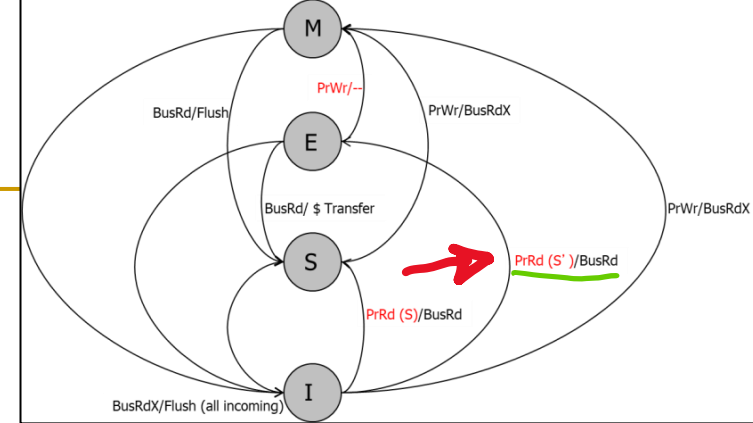 M
PrWr/--
BusRd/Flush
PrWr/BusRdX
E
BusRd/ $ Transfer
PrWr/BusRdX
S
PrRd (S')/BusRd
PrRd (S)/BusRd
I
BusRdX/Flush (all incoming)